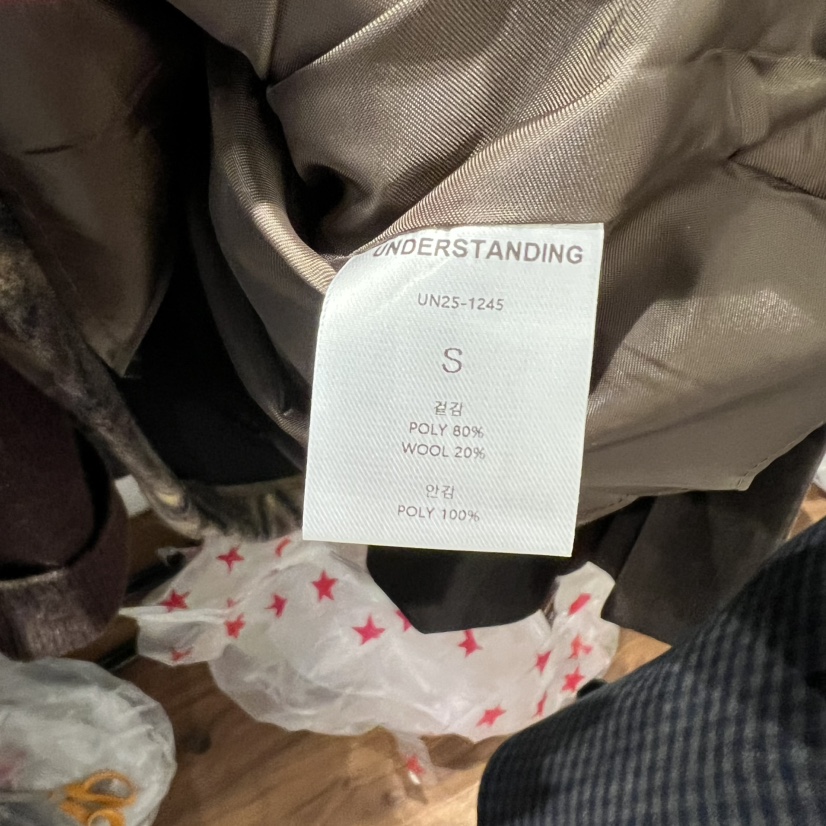 UNDERSTANDING
UN25-1245
S
겉감
POLY 80%
WOOL 20%
안감
POLY 100%